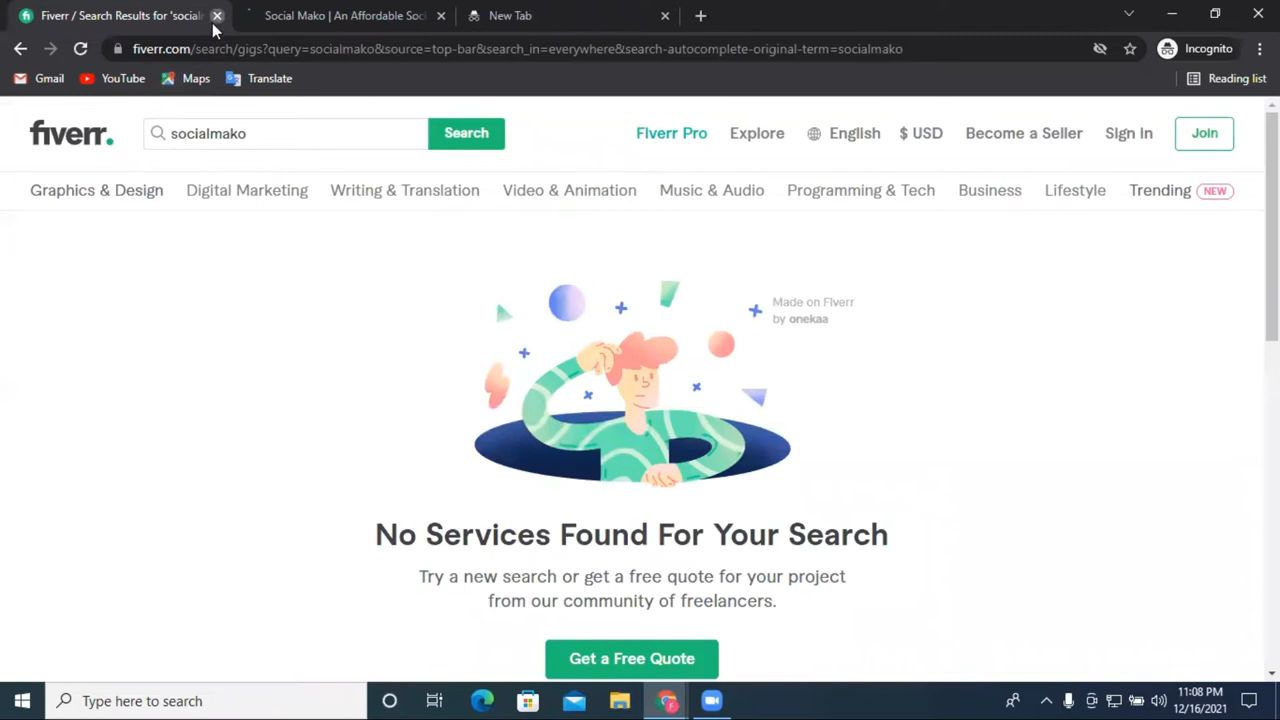 Fiverr / Search Results for 'social
Social Mako | An Affordable Soc
New Tab
fiverr.com/search/gigs?query=socialmako&source=top-bar&search_in=everywhere&search-autocomplete-original-term=socialmako
Incognito
Gmail
YouTube
Maps
Translate
Reading list
fiverr.
socialmako
Search
Fiverr Pro
Explore
English
$ USD
Become a Seller
Sign In
Join
Graphics & Design
Digital Marketing
Writing & Translation
Video & Animation
Music & Audio
Programming & Tech
Business
Lifestyle
Trending NEW
Made on Fiverr
by onekaa
No Services Found For Your Search
Try a new search or get a free quote for your project
from our community of freelancers.
Get a Free Quote
Type here to search
11:08 PM
12/16/2021